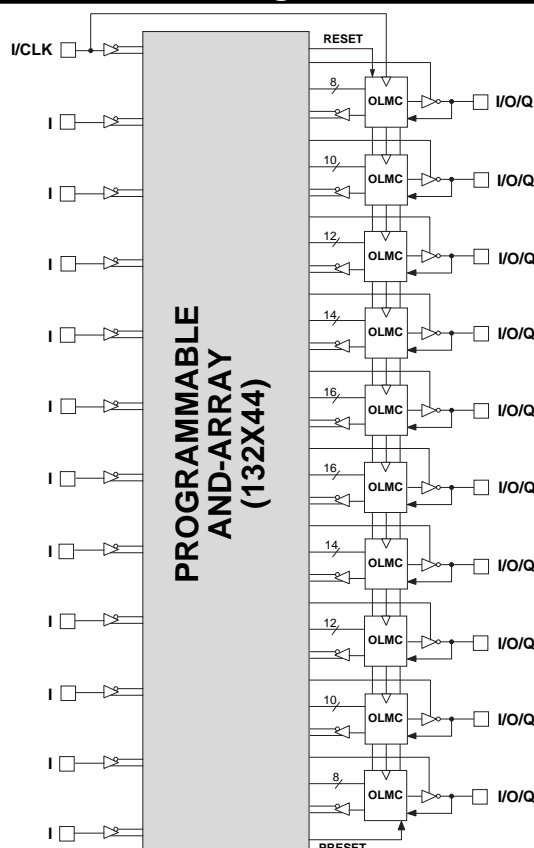 RESET
I/CLK
8
OLMC
I/O/Q
I
10
OLMC
I/O/Q
I
12
OLMC
I/O/Q
I
14
OLMC
I/O/Q
I
16
OLMC
I/O/Q
I
16
OLMC
I/O/Q
I
14
OLMC
I/O/Q
I
12
OLMC
I/O/Q
I
10
OLMC
I/O/Q
I
8
OLMC
I/O/Q
I
I
PROGRAMMABLE
AND-ARRAY
(132X44)
PRESET